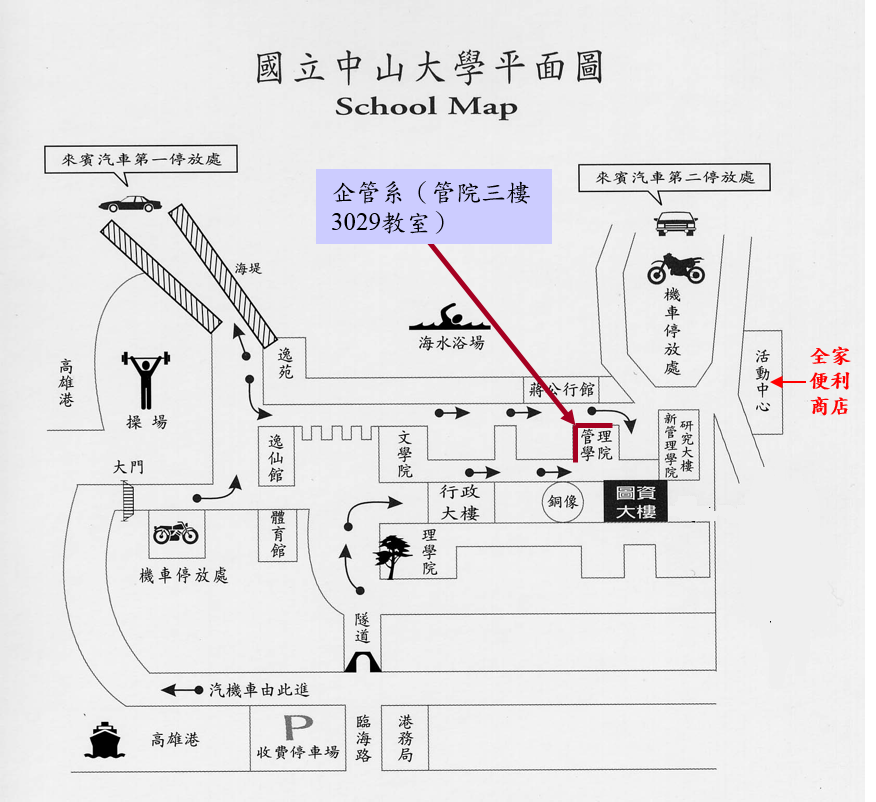 國立中山大學平面圖
School Map
來賓汽車第一停放處
企管系（管院三樓
3029教室）
來賓汽車第二停放處
海堤
機車停放處
海水浴場
逸苑
高雄港
操場
蔣公行館
活動中心
全家
便利
商店
大門
逸仙館
文學院
管理
學院
新管理學院
研究大樓
行政
大樓
銅像
圖資
大樓
體育館
理學院
機車停放處
隧道
汽機車由此進
高雄港
P
收費停車場
臨海路
港務局